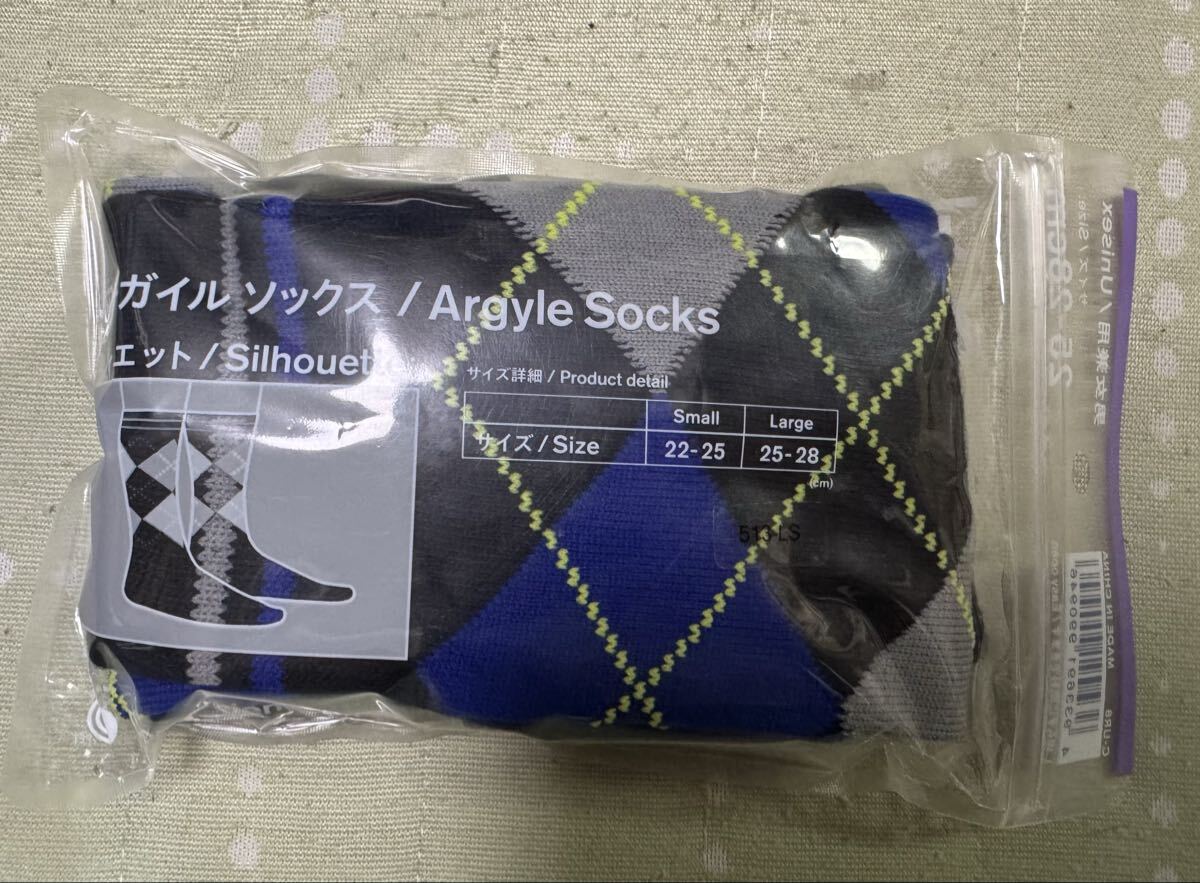 ガイル ソックス / Argyle Socks
エット / Silhouette
サイズ詳細 / Product detail
Small Large
サイズ / Size 22-25 25-28
(cm)
513-LS
男女兼用 / Unisex
サイズ / Size
25-28cm
MADE IN CHINA